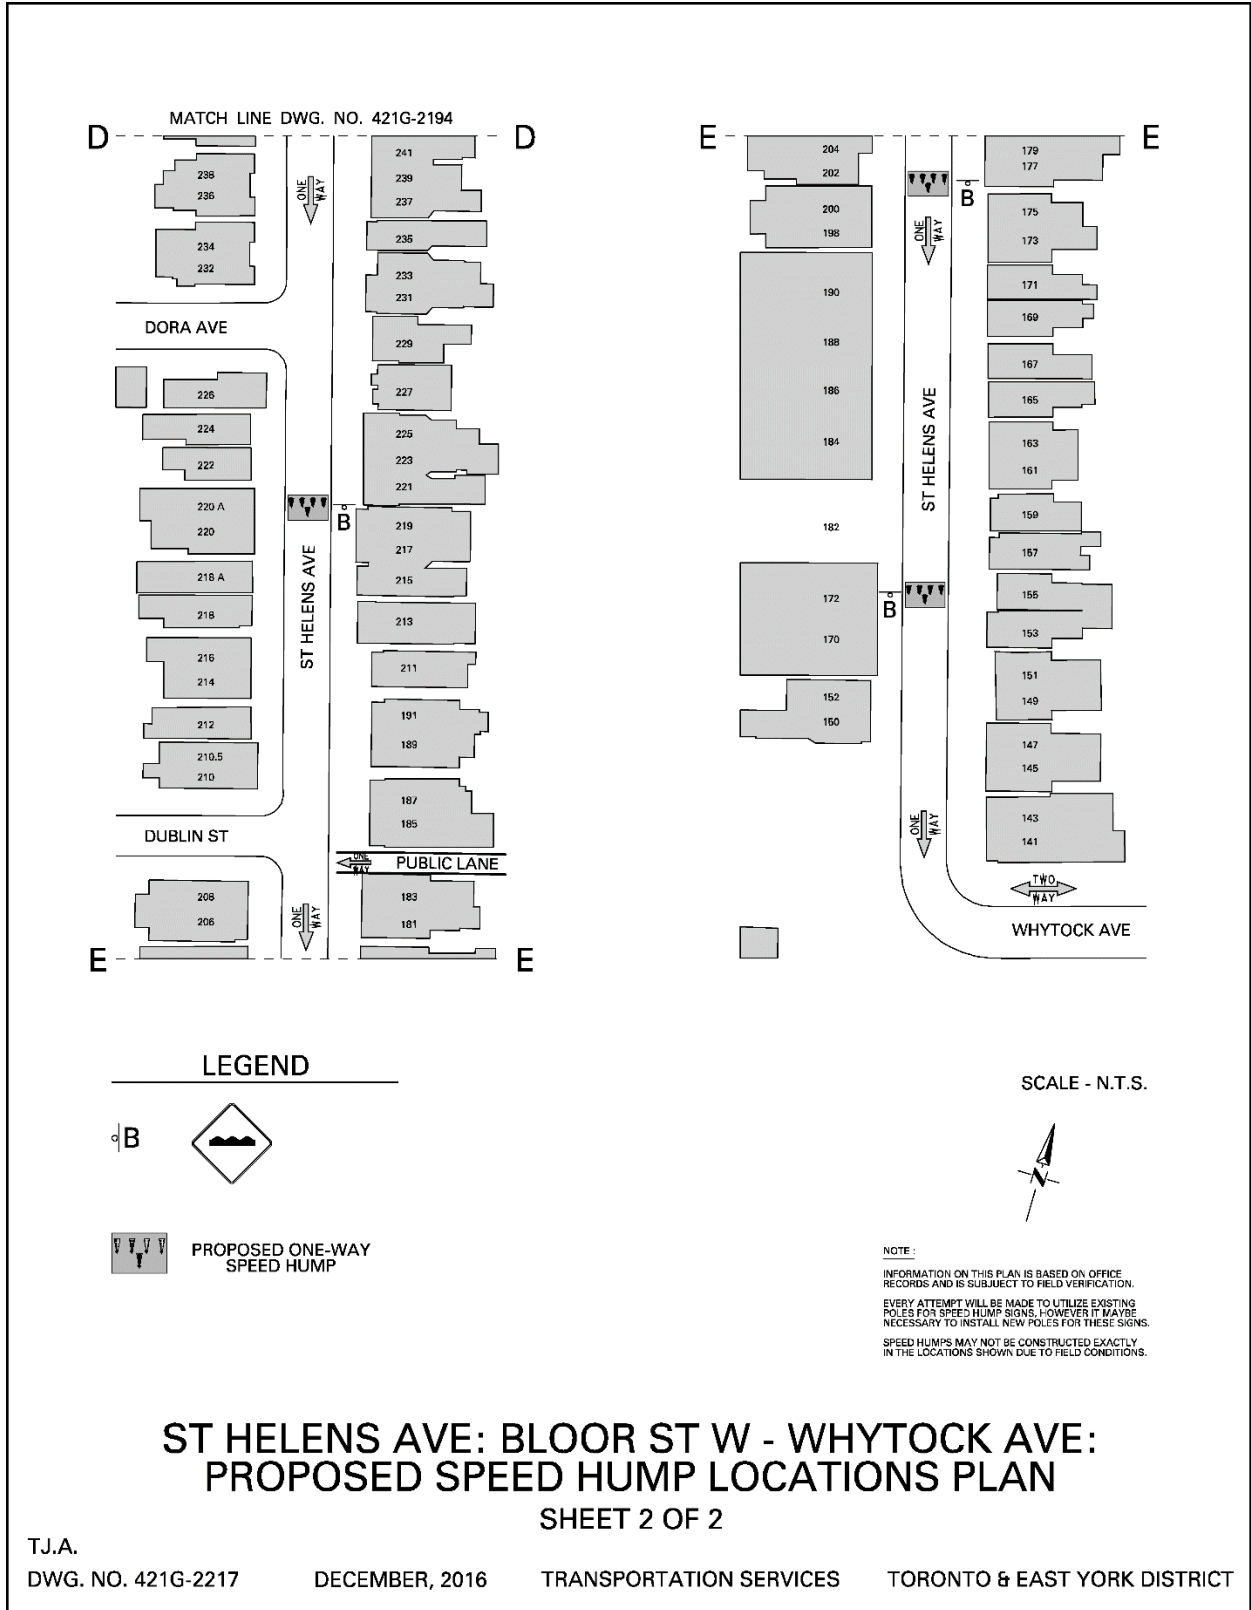 MATCH LINE DWG. NO. 421G-2194
D D
238
236
234
232
ONE
WAY
241
239
237
235
233
231
229
227
225
223
221
219
217
215
213
211
191
189
187
185
DORA AVE
226
224
222
220 A
220
218 A
218
216
214
212
210.5
210
B
ST HELENS AVE
DUBLIN ST
ONE
WAY
PUBLIC LANE
208
206
ONE
WAY
183
181
E E
E E
204
202
200
198
190
188
186
184
182
172
170
152
150
B
ONE
WAY
ST HELENS AVE
B
ONE
WAY
179
177
175
173
171
169
167
165
163
161
159
157
155
153
151
149
147
145
143
141
TWO
WAY
WHYTOCK AVE
LEGEND
B
PROPOSED ONE-WAY
SPEED HUMP
SCALE - N.T.S.
N
NOTE :
INFORMATION ON THIS PLAN IS BASED ON OFFICE
RECORDS AND IS SUBJUECT TO FIELD VERIFICATION.
EVERY ATTEMPT WILL BE MADE TO UTILIZE EXISTING
POLES FOR SPEED HUMP SIGNS, HOWEVER IT MAYBE
NECESSARY TO INSTALL NEW POLES FOR THESE SIGNS.
SPEED HUMPS MAY NOT BE CONSTRUCTED EXACTLY
IN THE LOCATIONS SHOWN DUE TO FIELD CONDITIONS.
ST HELENS AVE: BLOOR ST W - WHYTOCK AVE:
PROPOSED SPEED HUMP LOCATIONS PLAN
SHEET 2 OF 2
T.J.A.
DWG. NO. 421G-2217 DECEMBER, 2016 TRANSPORTATION SERVICES TORONTO & EAST YORK DISTRICT